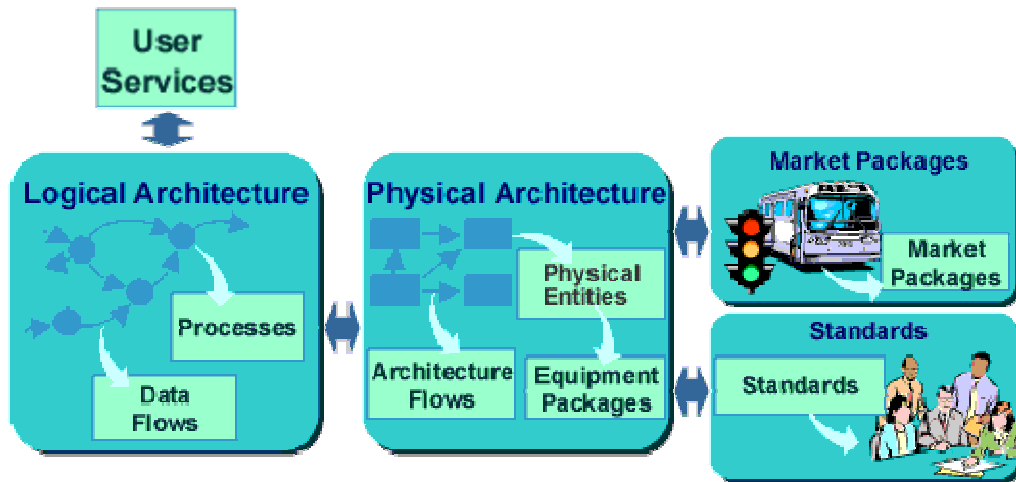 User
Services
Logical Architecture
Processes
Data
Flows
Physical Architecture
Physical
Entities
Architecture
Flows
Equipment
Packages
Market Packages
Market
Packages
Standards
Standards